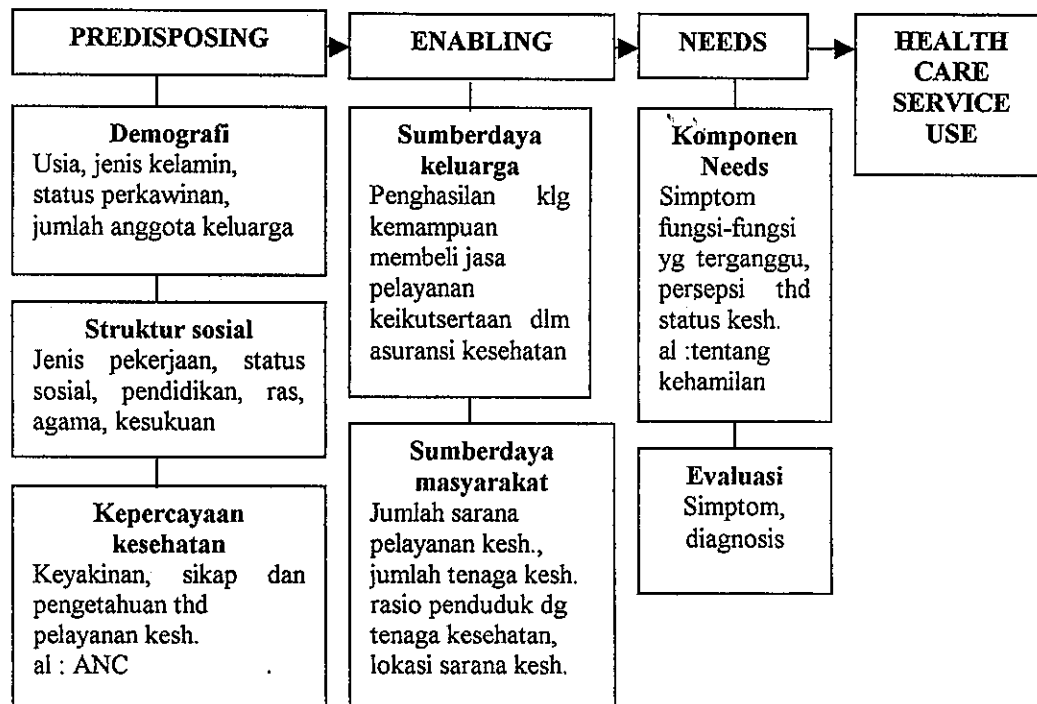 PREDISPOSING
ENABLING
NEEDS
HEALTH
CARE
SERVICE
USE
Demografi
Usia, jenis kelamin,
status perkawinan,
jumlah anggota keluarga
Struktur sosial
Jenis pekerjaan, status
sosial, pendidikan, ras,
agama, kesukuan
Kepercayaan
kesehatan
Keyakinan, sikap dan
pengetahuan thd
pelayanan kesh.
al : ANC
Sumberdaya
keluarga
Penghasilan klg
kemampuan
membeli jasa
pelayanan
keikutsertaan dlm
asuransi kesehatan
Sumberdaya
masyarakat
Jumlah sarana
pelayanan kesh.,
jumlah tenaga kesh.
rasio penduduk dg
tenaga kesehatan,
lokasi sarana kesh.
Komponen
Needs
Simptom
fungsi-fungsi
yg terganggu,
persepsi thd
status kesh.
al :tentang
kehamilan
Evaluasi
Simptom,
diagnosis